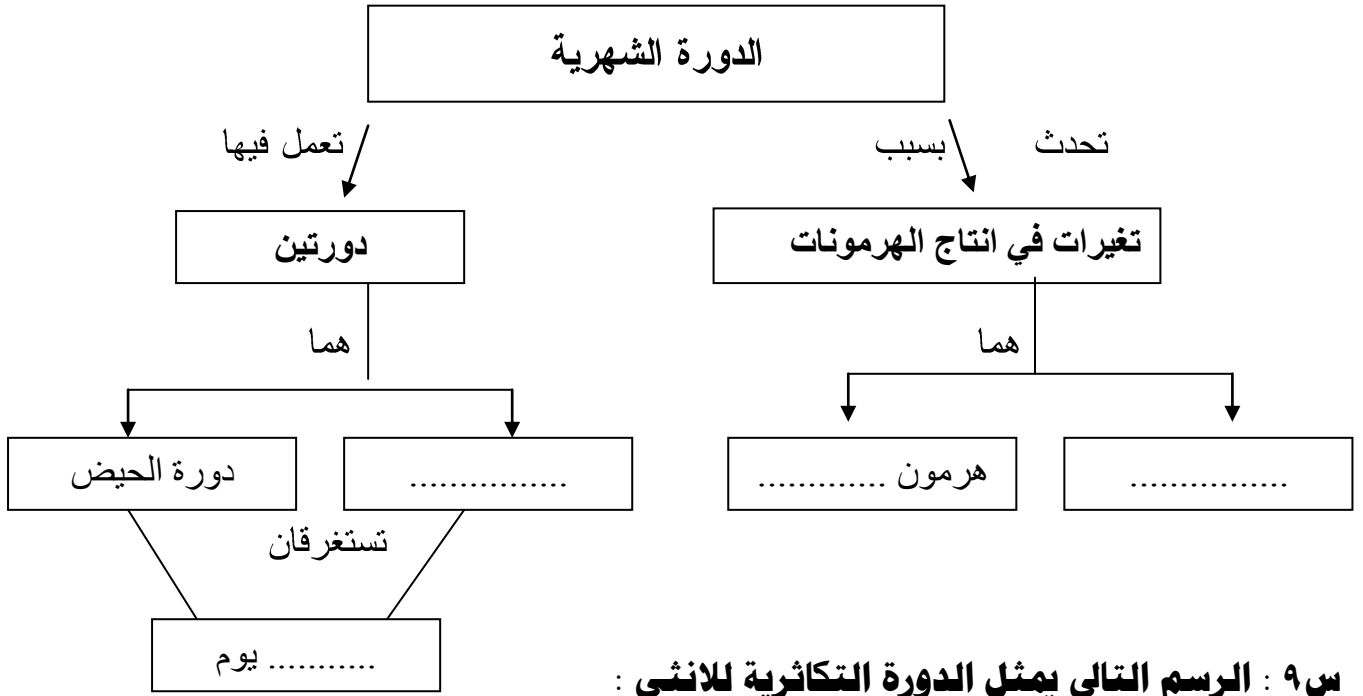 الدورة الشهرية
تحدث بسبب
تعمل فيها
تغيرات في انتاج الهرمونات
دورتين
هما
هما
...............
هرمون .............
...............
دورة الحيض
تستغرقان
........... يوم
س٩ : الرسم التالي يمثل الدورة التكاثرية للانثى :